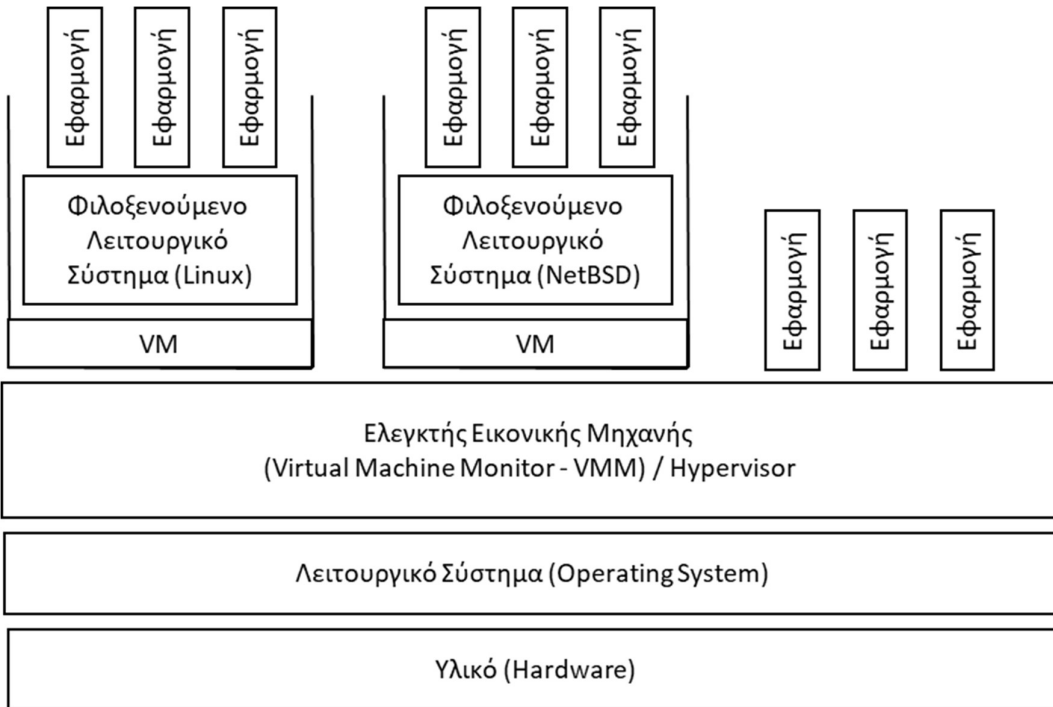 Εφαρμογή
Εφαρμογή
Εφαρμογή
Εφαρμογή
Εφαρμογή
Εφαρμογή
Φιλοξενούμενο
Λειτουργικό
Σύστημα (Linux)
Φιλοξενούμενο
Λειτουργικό
Σύστημα (NetBSD)
Εφαρμογή
Εφαρμογή
Εφαρμογή
VM
VM
Ελεγκτής Εικονικής Μηχανής
(Virtual Machine Monitor - VMM) / Hypervisor
Λειτουργικό Σύστημα (Operating System)
Υλικό (Hardware)